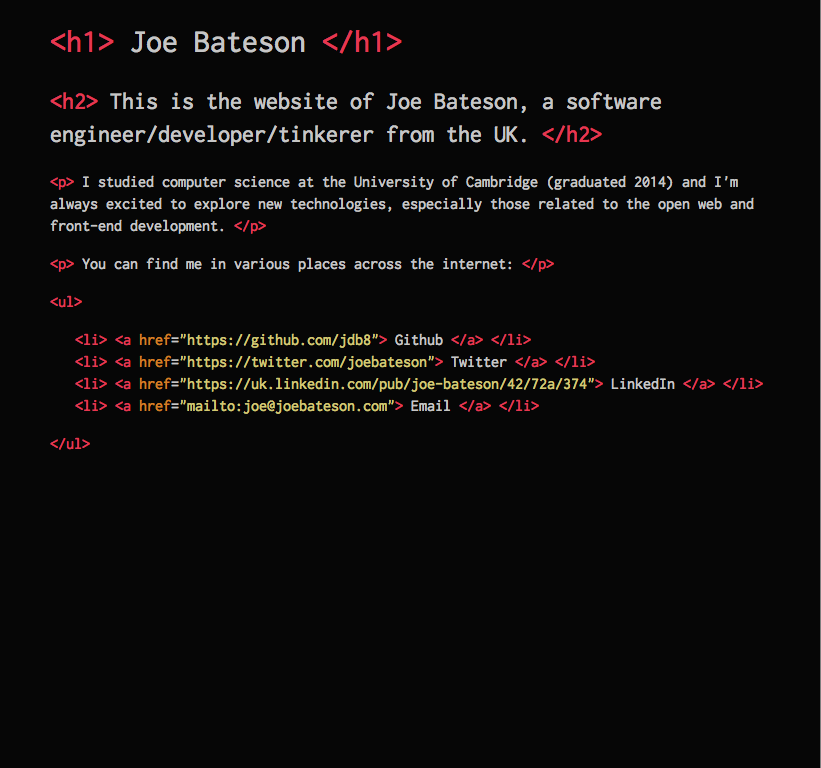 <h1> Joe Bateson </h1>
<h2> This is the website of Joe Bateson, a software
engineer/developer/tinkerer from the UK. </h2>
<p> I studied computer science at the University of Cambridge (graduated 2014) and I'm
always excited to explore new technologies, especially those related to the open web and
front-end development. </p>
<p> You can find me in various places across the internet: </p>
<ul>
<li> <a href="https://github.com/jdb8"> Github </a> </li>
<li> <a href="https://twitter.com/joebateson"> Twitter </a> </li>
<li> <a href="https://uk.linkedin.com/pub/joe-bateson/42/72a/374"> LinkedIn </a> </li>
<li> <a href="mailto:joe@joebateson.com"> Email </a> </li>
</ul>